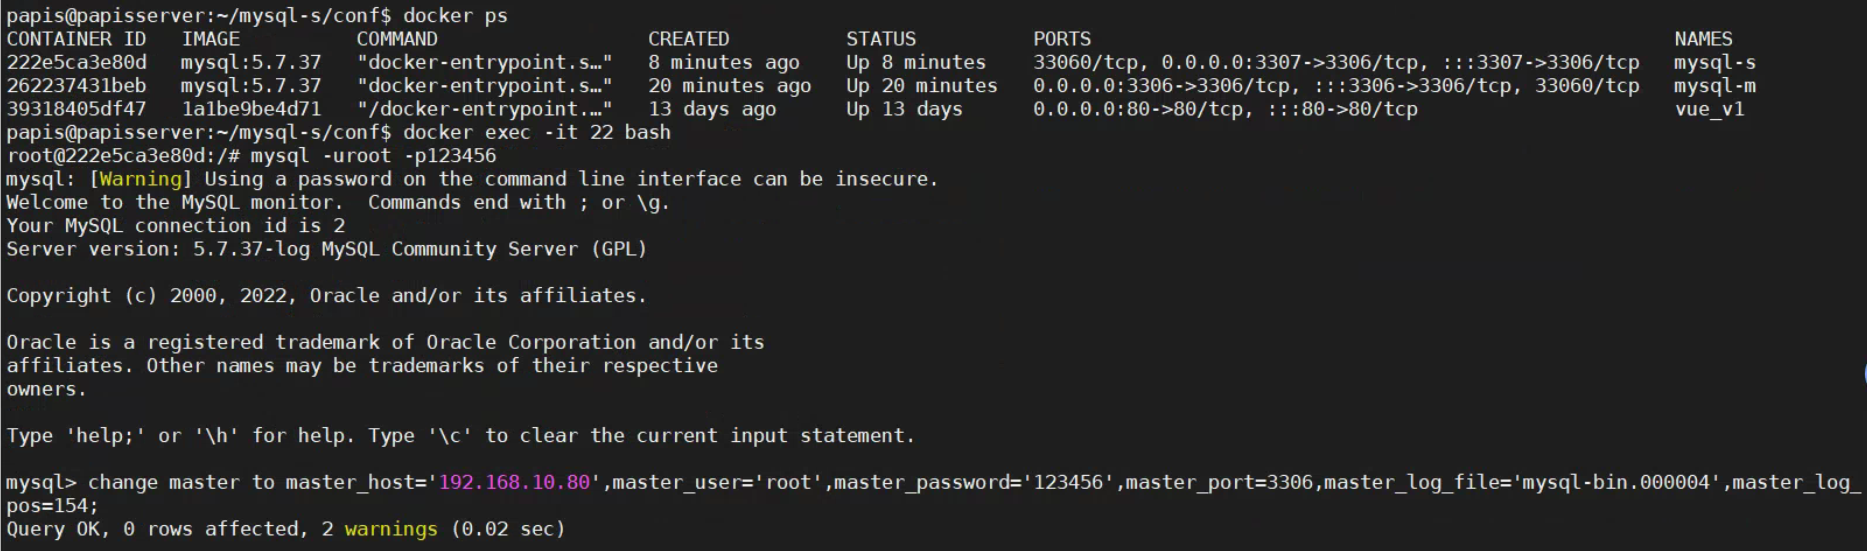 papis@papisserver:~/mysql-s/conf$ docker ps
CONTAINER ID   IMAGE          COMMAND                  CREATED          STATUS          PORTS                                                  NAMES
222e5ca3e80d   mysql:5.7.37   "docker-entrypoint.s…"   8 minutes ago    Up 8 minutes    33060/tcp, 0.0.0.0:3307->3306/tcp, :::3307->3306/tcp   mysql-s
262237431beb   mysql:5.7.37   "docker-entrypoint.s…"   20 minutes ago   Up 20 minutes   0.0.0.0:3306->3306/tcp, :::3306->3306/tcp, 33060/tcp   mysql-m
39318405df47   1a1be9be4d71   "/docker-entrypoint.…"   13 days ago      Up 13 days      0.0.0.0:80->80/tcp, :::80->80/tcp                      vue_v1
papis@papisserver:~/mysql-s/conf$ docker exec -it 22 bash
root@222e5ca3e80d:/# mysql -uroot -p123456
mysql: [Warning] Using a password on the command line interface can be insecure.
Welcome to the MySQL monitor.  Commands end with ; or \g.
Your MySQL connection id is 2
Server version: 5.7.37-log MySQL Community Server (GPL)

Copyright (c) 2000, 2022, Oracle and/or its affiliates.

Oracle is a registered trademark of Oracle Corporation and/or its
affiliates. Other names may be trademarks of their respective
owners.

Type 'help;' or '\h' for help. Type '\c' to clear the current input statement.

mysql> change master to master_host='192.168.10.80',master_user='root',master_password='123456',master_port=3306,master_log_file='mysql-bin.000004',master_log_
pos=154;
Query OK, 0 rows affected, 2 warnings (0.02 sec)